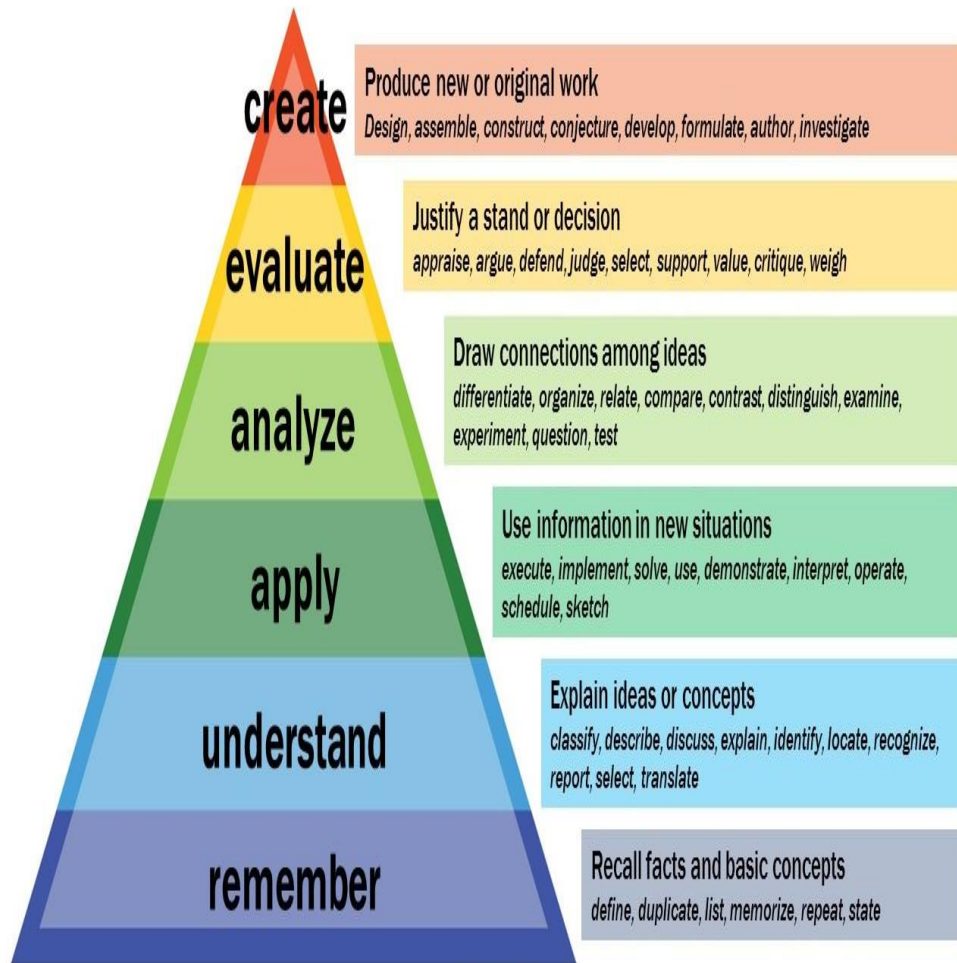 create
Produce new or original work
Design, assemble, construct, conjecture, develop, formulate, author, investigate
evaluate
Justify a stand or decision
appraise, argue, defend, judge, select, support, value, critique, weigh
analyze
Draw connections among ideas
differentiate, organize, relate, compare, contrast, distinguish, examine,
experiment, question, test
apply
Use information in new situations
execute, implement, solve, use, demonstrate, interpret, operate,
schedule, sketch
understand
Explain ideas or concepts
classify, describe, discuss, explain, identify, locate, recognize,
report, select, translate
remember
Recall facts and basic concepts
define, duplicate, list, memorize, repeat, state